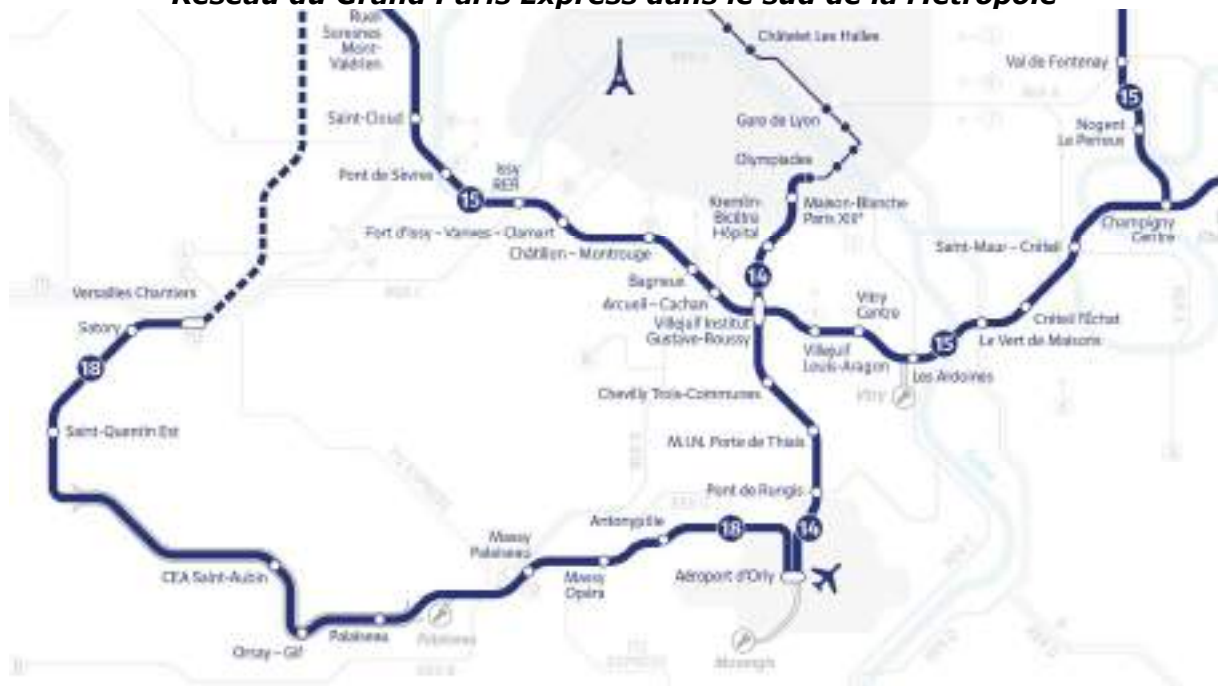 Réseau du Grand Paris Express dans le sud de la Métropole
Rueil
Suresnes
Mont-
Valérien
Châtelet Les Halles
Val de Fontenay
15
Saint-Cloud
Gare de Lyon
Nogent
Le Perreux
Pont de Sèvres
Issy
RER
Olympiades
15
Kremlin-
Bicêtre
Hôpital
Maison-Blanche
Paris XIIIe
Fort d'Issy - Vanves - Clamart
Châtillon - Montrouge
Saint-Maur - Créteil
Champigny
Centre
Bagneux
14
Versailles Chantiers
Arcueil - Cachan
Villejuif Institut
Gustave-Roussy
Vitry
Centre
Satory
Créteil l'Échat
Le Vert de Maisons
15
18
Villejuif
Louis-Aragon
Les Ardoines
Chevilly Trois-Communes
Vitry
Saint-Quentin Est
M.I.N. Porte de Thiais
Pont de Rungis
Antonypôle
18
14
Massy
Palaiseau
CEA Saint-Aubin
Massy
Opéra
Aéroport d'Orly
Palaiseau
Palaiseau
Orsay - Gif
Morangis